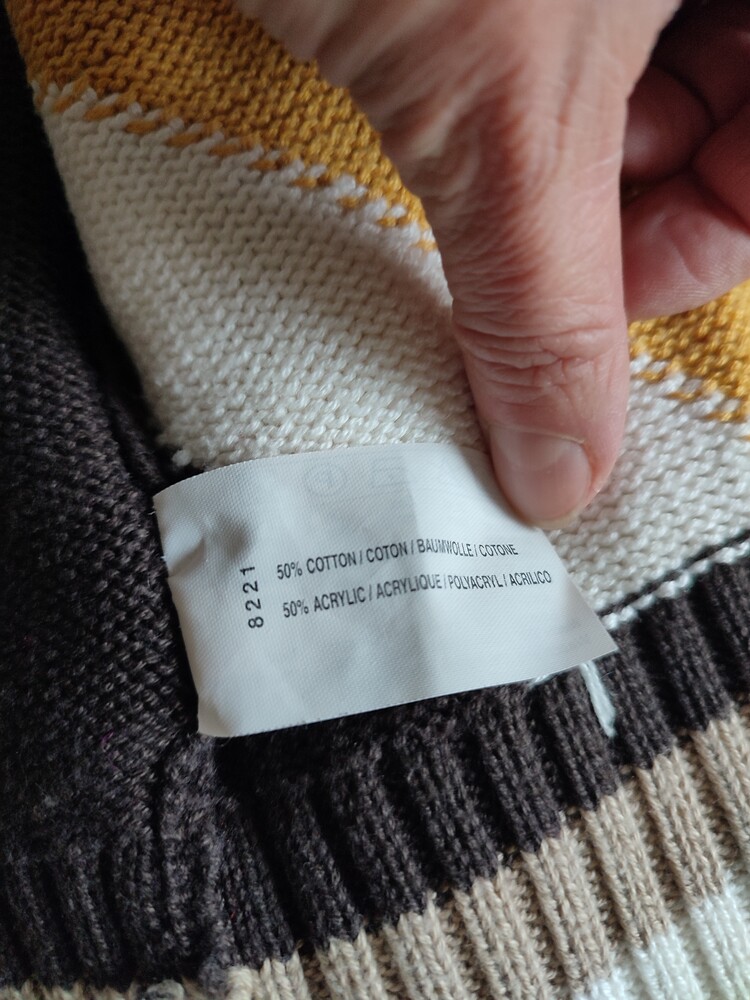 50% COTTON / COTON / BAUMWOLLE / COTONE
50% ACRYLIC / ACRYLIQUE / POLYACRYL / ACRILICO
8221